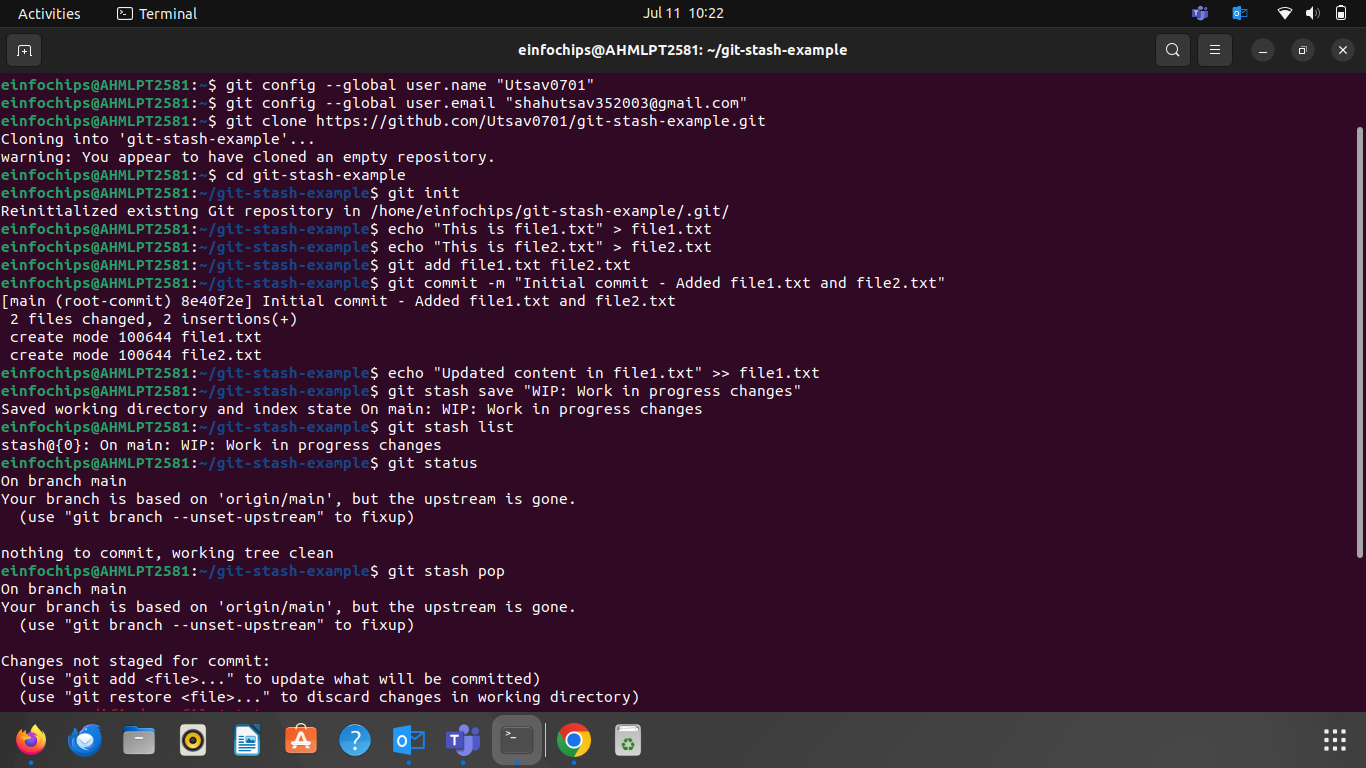 Activities
Terminal
Jul 11 10:22
einfochips@AHMLPT2581: ~/git-stash-example
einfochips@AHMLPT2581:~$ git config --global user.name "Utsav0701"
einfochips@AHMLPT2581:~$ git config --global user.email "shahutsav352003@gmail.com"
einfochips@AHMLPT2581:~$ git clone https://github.com/Utsav0701/git-stash-example.git
Cloning into 'git-stash-example'...
warning: You appear to have cloned an empty repository.
einfochips@AHMLPT2581:~$ cd git-stash-example
einfochips@AHMLPT2581:~/git-stash-example$ git init
Reinitialized existing Git repository in /home/einfochips/git-stash-example/.git/
einfochips@AHMLPT2581:~/git-stash-example$ echo "This is file1.txt" > file1.txt
einfochips@AHMLPT2581:~/git-stash-example$ echo "This is file2.txt" > file2.txt
einfochips@AHMLPT2581:~/git-stash-example$ git add file1.txt file2.txt
einfochips@AHMLPT2581:~/git-stash-example$ git commit -m "Initial commit - Added file1.txt and file2.txt"
[main (root-commit) 8e40f2e] Initial commit - Added file1.txt and file2.txt
 2 files changed, 2 insertions(+)
 create mode 100644 file1.txt
 create mode 100644 file2.txt
einfochips@AHMLPT2581:~/git-stash-example$ echo "Updated content in file1.txt" >> file1.txt
einfochips@AHMLPT2581:~/git-stash-example$ git stash save "WIP: Work in progress changes"
Saved working directory and index state On main: WIP: Work in progress changes
einfochips@AHMLPT2581:~/git-stash-example$ git stash list
stash@{0}: On main: WIP: Work in progress changes
einfochips@AHMLPT2581:~/git-stash-example$ git status
On branch main
Your branch is based on 'origin/main', but the upstream is gone.
  (use "git branch --unset-upstream" to fixup)
nothing to commit, working tree clean
einfochips@AHMLPT2581:~/git-stash-example$ git stash pop
On branch main
Your branch is based on 'origin/main', but the upstream is gone.
  (use "git branch --unset-upstream" to fixup)
Changes not staged for commit:
  (use "git add <file>..." to update what will be committed)
  (use "git restore <file>..." to discard changes in working directory)